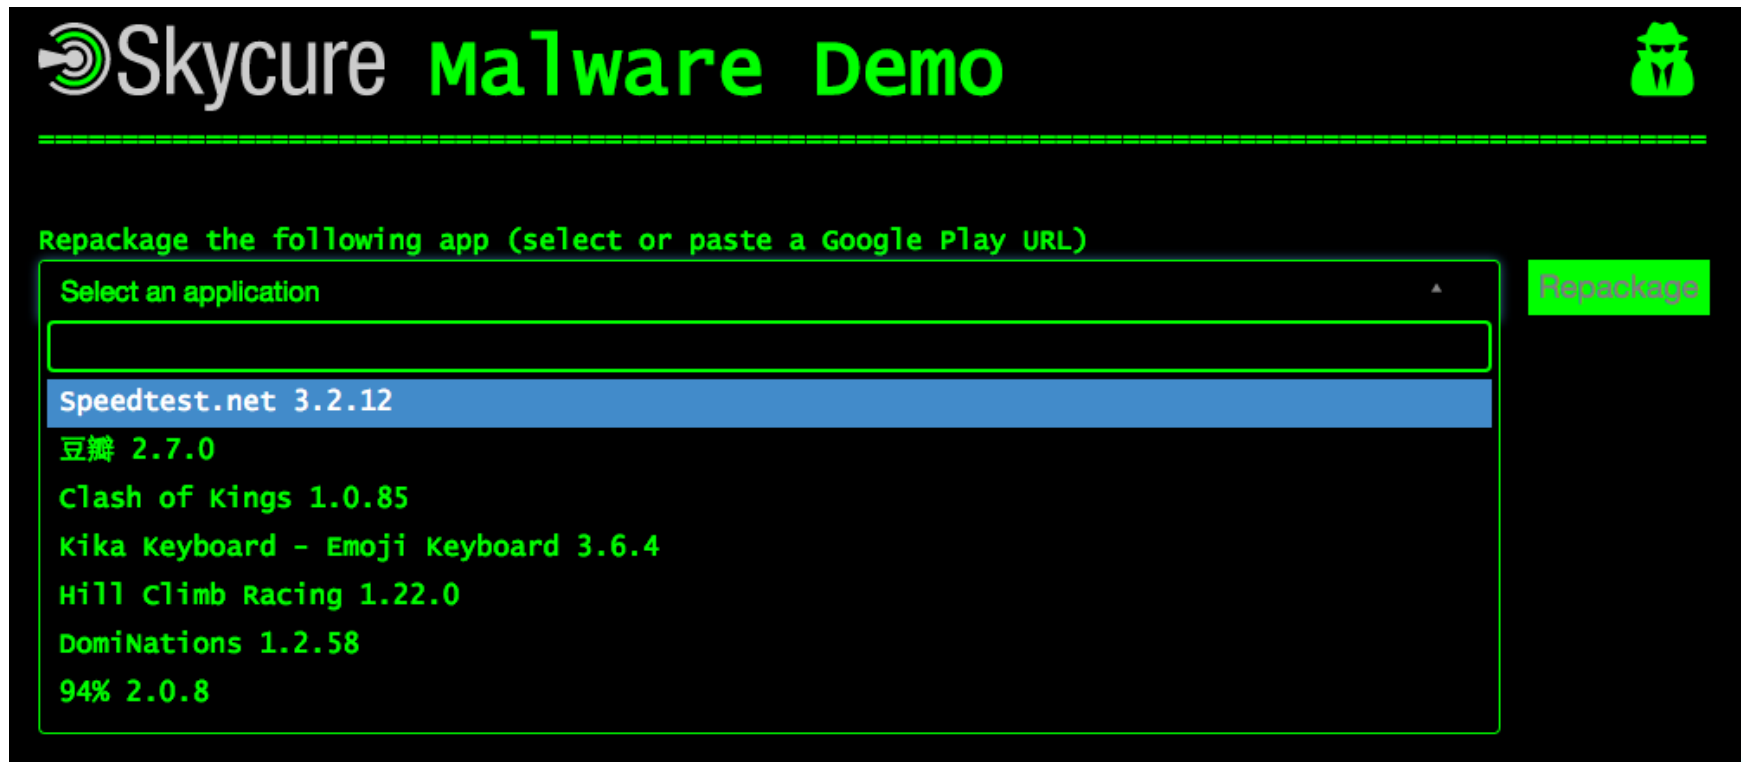 Skycure Malware Demo
====================================================================================================
Repackage the following app (select or paste a Google Play URL)
Select an application
Repackage
Speedtest.net 3.2.12
豆瓣 2.7.0
Clash of Kings 1.0.85
Kika Keyboard - Emoji Keyboard 3.6.4
Hill Climb Racing 1.22.0
DomiNations 1.2.58
94% 2.0.8